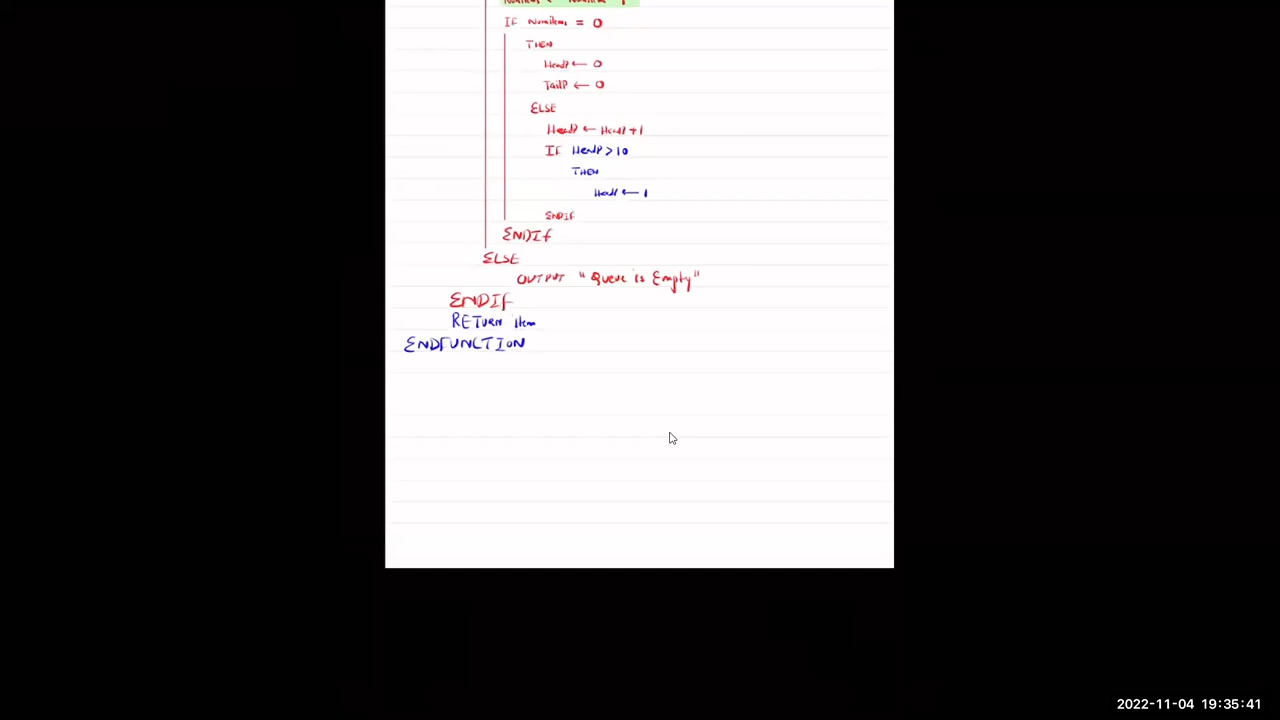 IF Numitems = 0
THEN
HeadP ← 0
TailP ← 0
ELSE
HeadP ← HeadP + 1
IF HeadP > 10
THEN
HeadP ← 1
ENDIF
ENDIF
ELSE
OUTPUT "Queue is Empty"
ENDIF
RETURN item
ENDFUNCTION
2022-11-04 19:35:41